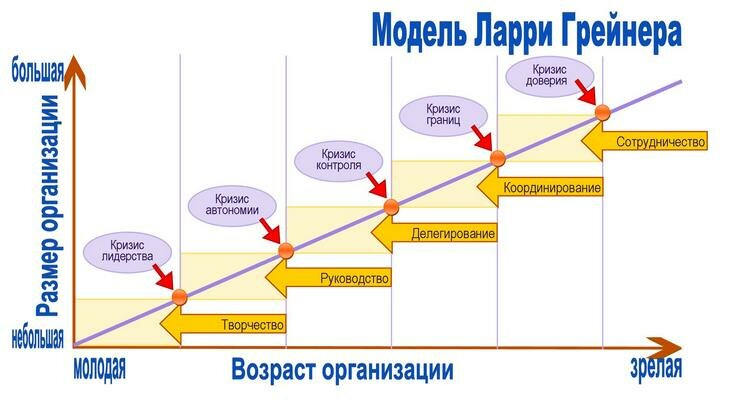 Модель Ларри Грейнера
большая
Размер организации
небольшая
Кризис
доверия
Кризис
границ
Кризис
контроля
Кризис
автономии
Кризис
лидерства
Сотрудничество
Координирование
Делегирование
Руководство
Творчество
молодая
Возраст организации
зрелая